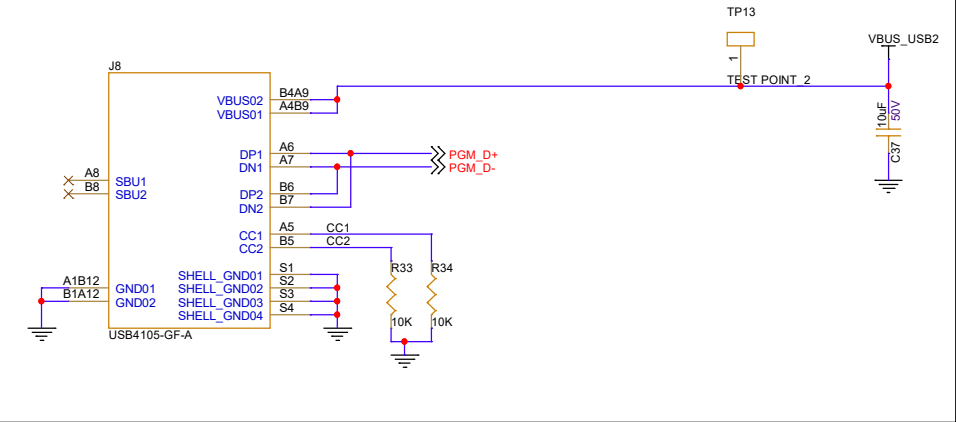 TP13
VBUS_USB2
1
TEST POINT_2
J8
B4A9
VBUS02
A4B9
VBUS01
10uF
50V
C37
A6
DP1
PGM_D+
A7
DN1
PGM_D-
A8
SBU1
B8
SBU2
B6
DP2
B7
DN2
A5
CC1
CC1
B5
CC2
CC2
S1
SHELL_GND01
R33
R34
A1B12
GND01
S2
SHELL_GND02
B1A12
GND02
S3
SHELL_GND03
S4
SHELL_GND04
10K
10K
USB4105-GF-A